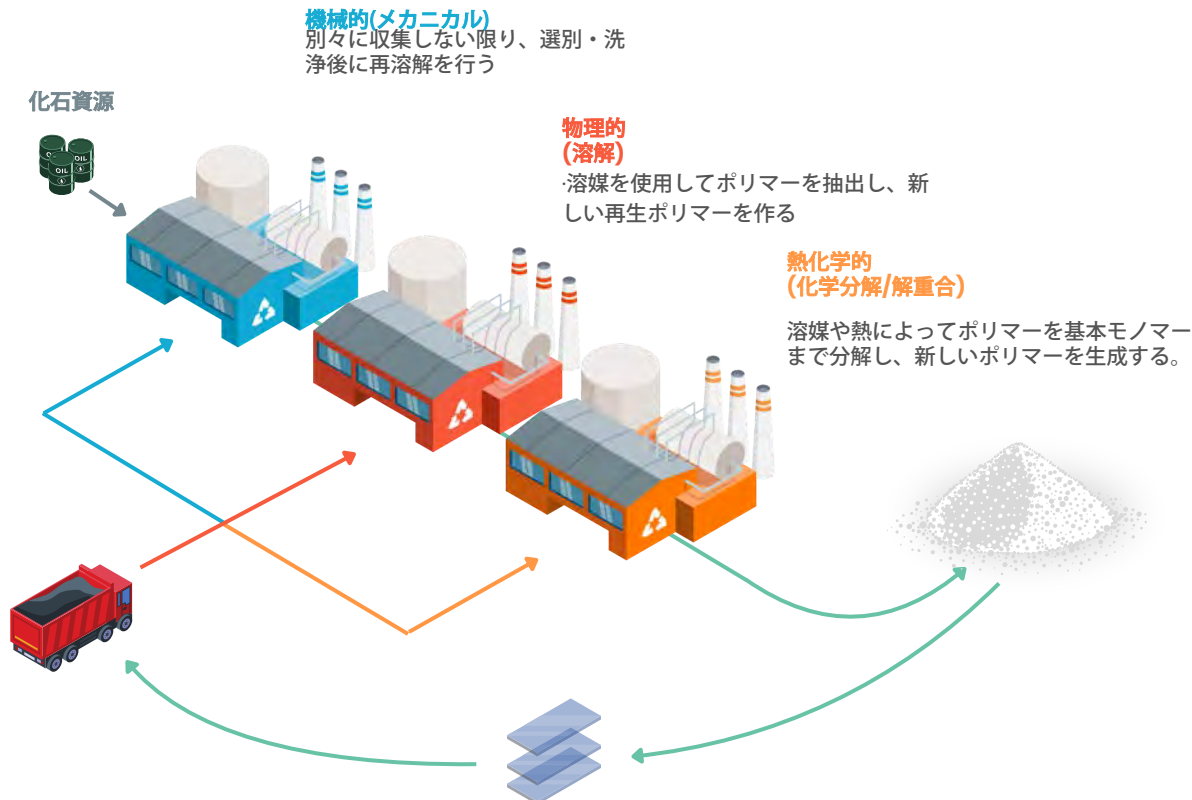 機械的(メカニカル)
別々に収集しない限り、選別・洗
浄後に再溶解を行う
化石資源
OIL
OIL
物理的
(溶解)
·溶媒を使用してポリマーを抽出し、新
しい再生ポリマーを作る
熱化学的
(化学分解/解重合)
溶媒や熱によってポリマーを基本モノマー
まで分解し、新しいポリマーを生成する。